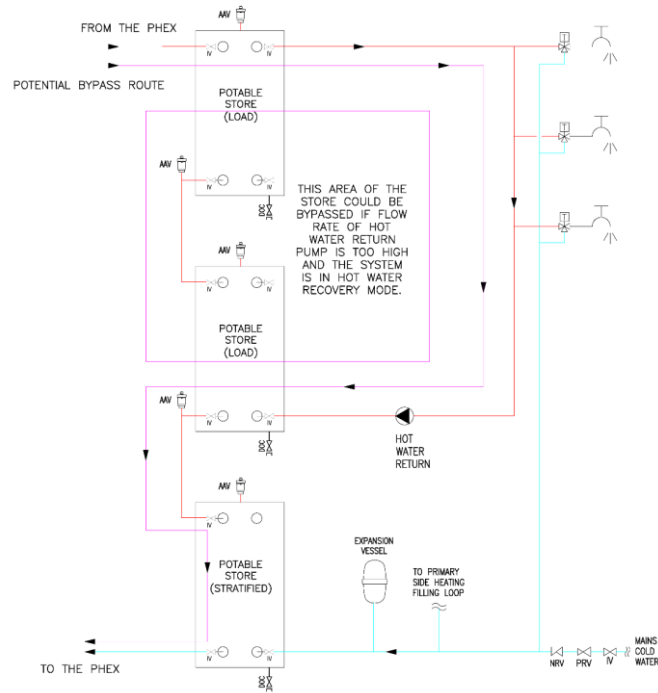 AAV
FROM THE PHEX
IV
IV
POTENTIAL BYPASS ROUTE
T
POTABLE
STORE
(LOAD)
T
AAV
IV
IV
DOC
THIS AREA OF THE
STORE COULD BE
BYPASSED IF FLOW
RATE OF HOT
WATER RETURN
PUMP IS TOO HIGH
AND THE SYSTEM
IS IN HOT WATER
RECOVERY MODE.
T
AAV
IV
IV
POTABLE
STORE
(LOAD)
AAV
IV
IV
DOC
HOT
WATER
RETURN
AAV
IV
POTABLE
STORE
(STRATIFIED)
EXPANSION
VESSEL
TO PRIMARY
SIDE HEATING
FILLING LOOP
TO THE PHEX
IV
IV
DOC
NRV
PRV
IV
MAINS
COLD
WATER